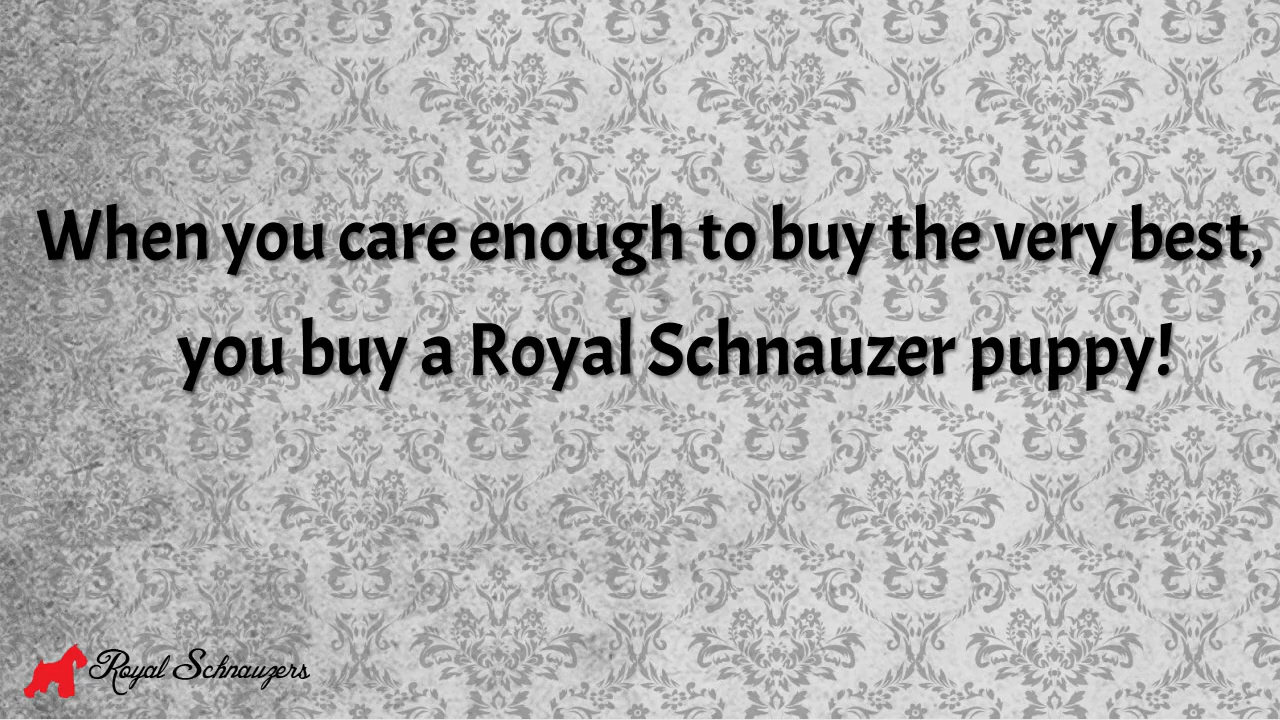 When you care enough to buy the very best,
you buy a Royal Schnauzer puppy!
Royal Schnauzers